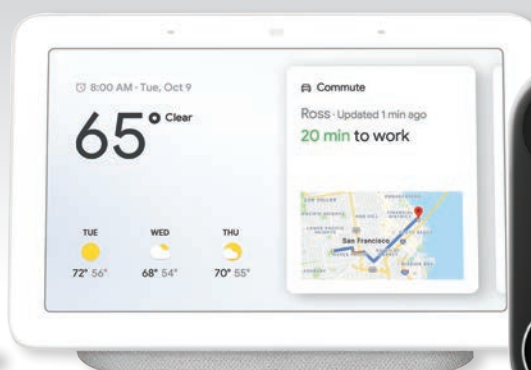 8:00 AM · Tue, Oct 9
65° Clear
TUE WED THU
72° 56° 68° 54° 70° 55°
Commute
Ross · Updated 1 min ago
20 min to work
San Francisco